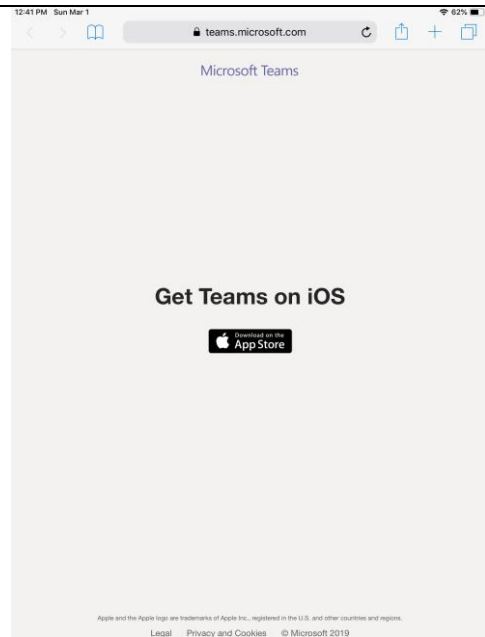 12:41 PM Sun Mar 1 62%
teams.microsoft.com
Microsoft Teams
Get Teams on iOS
Download on the
App Store
Apple and the Apple logo are trademarks of Apple Inc., registered in the U.S. and other countries and regions.
Legal Privacy and Cookies © Microsoft 2019